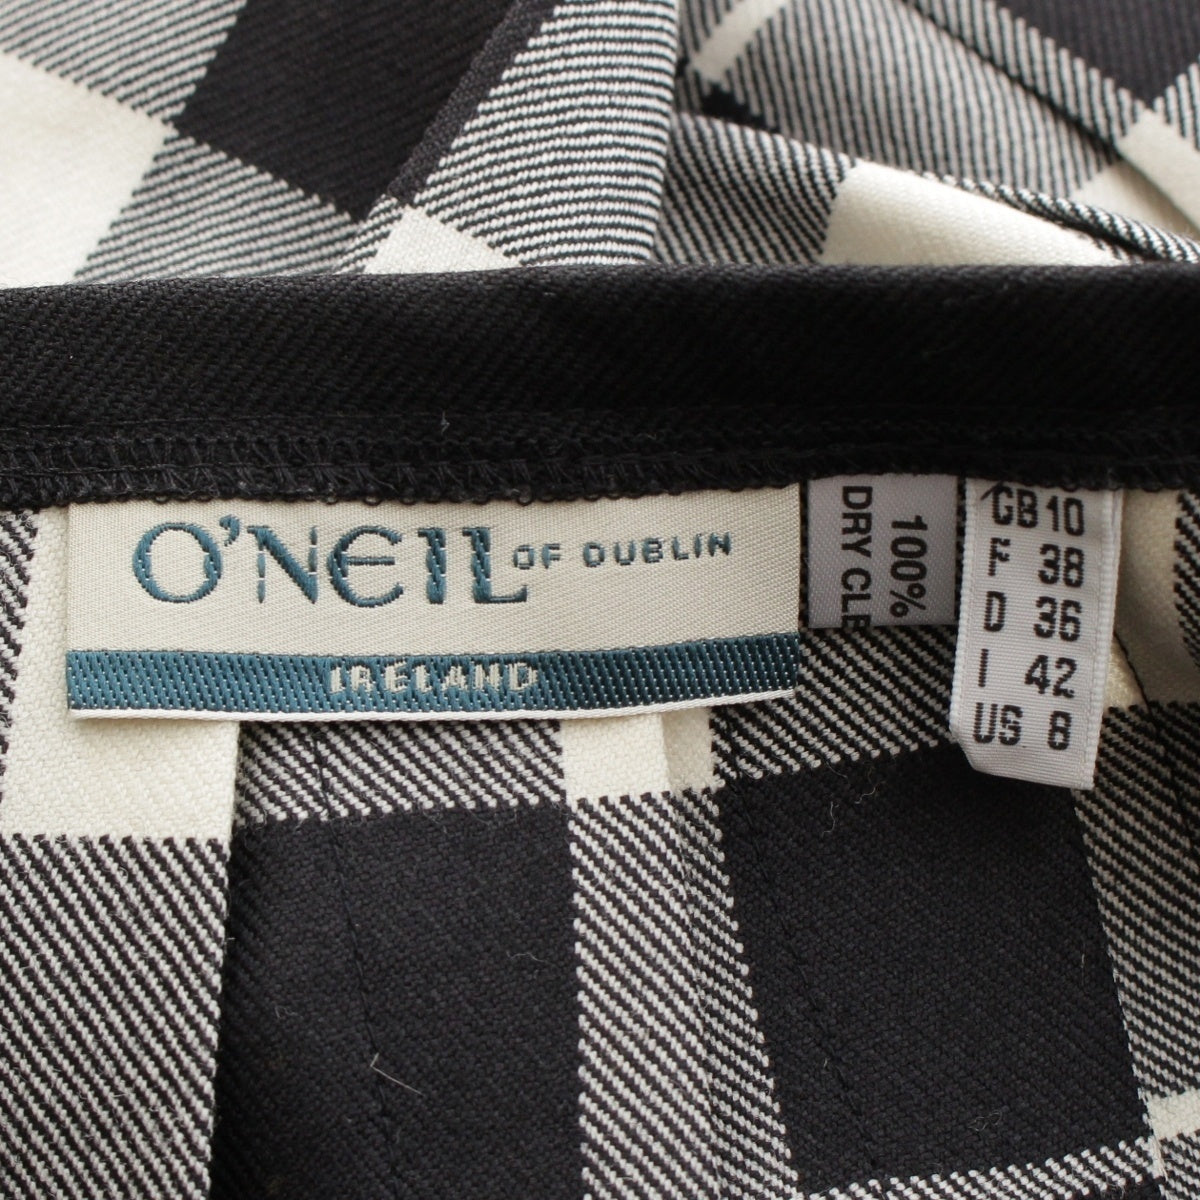 O'NEIL OF DUBLIN
IRELAND
100%
DRY CLE
GB 10
F 38
D 36
I 42
US 8